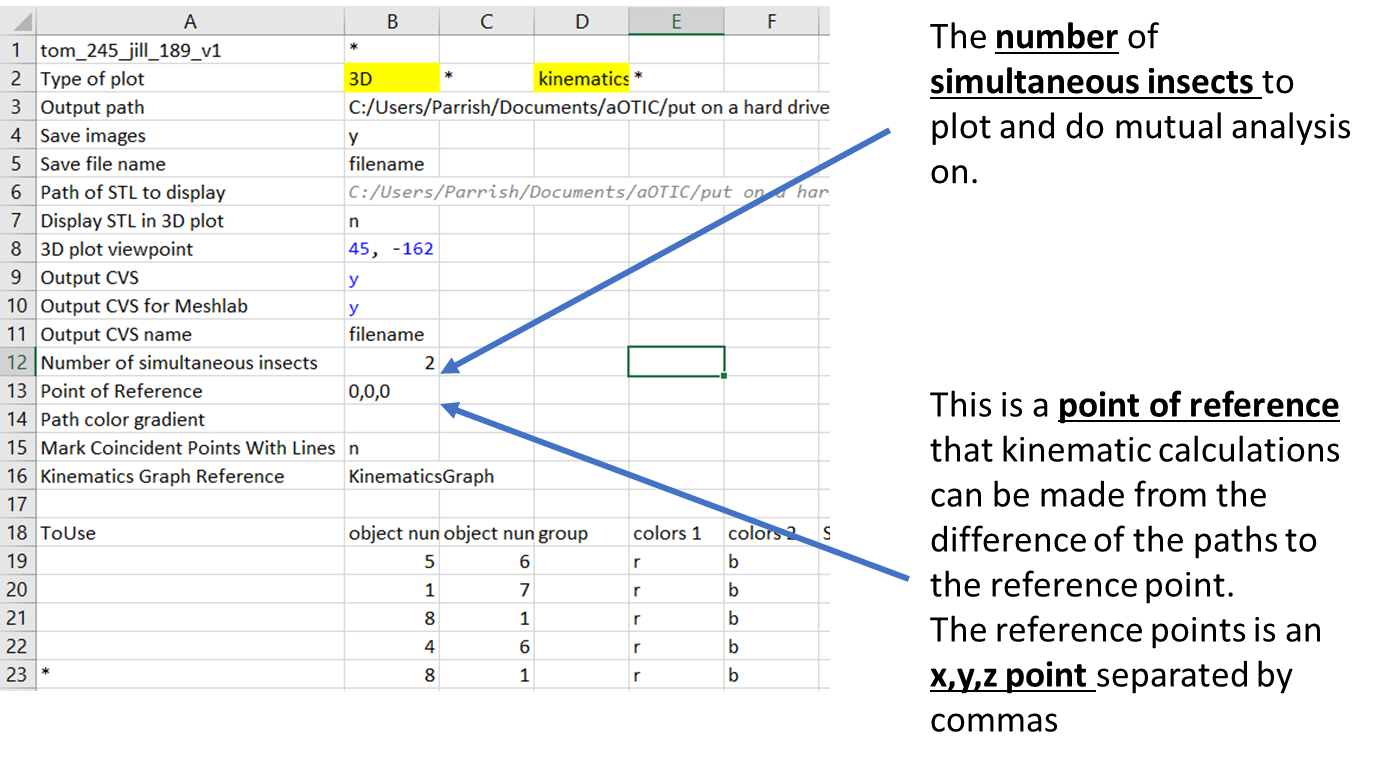 A B C D E F
1 tom_245_jill_189_v1 *
2 Type of plot 3D * kinematics *
3 Output path C:/Users/Parrish/Documents/aOTIC/put on a hard drive
4 Save images y
5 Save file name filename
6 Path of STL to display C:/Users/Parrish/Documents/aOTIC/put on a har
7 Display STL in 3D plot n
8 3D plot viewpoint 45, -162
9 Output CVS y
10 Output CVS for Meshlab y
11 Output CVS name filename
12 Number of simultaneous insects 2
13 Point of Reference 0,0,0
14 Path color gradient
15 Mark Coincident Points With Lines n
16 Kinematics Graph Reference KinematicsGraph
17
18 ToUse object num object num group colors 1 colors 2 S
19 5 6 r b
20 1 7 r b
21 8 1 r b
22 4 6 r b
23 * 8 1 r b
The number of
simultaneous insects to
plot and do mutual analysis
on.
This is a point of reference
that kinematic calculations
can be made from the
difference of the paths to
the reference point.
The reference points is an
x,y,z point separated by
commas